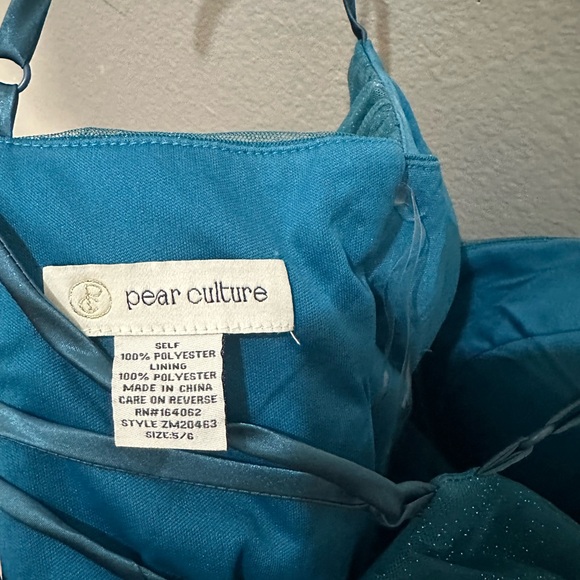 pear culture
SELF
100% POLYESTER
LINING
100% POLYESTER
MADE IN CHINA
CARE ON REVERSE
RN#164062
STYLE ZM20463
SIZE:5/6